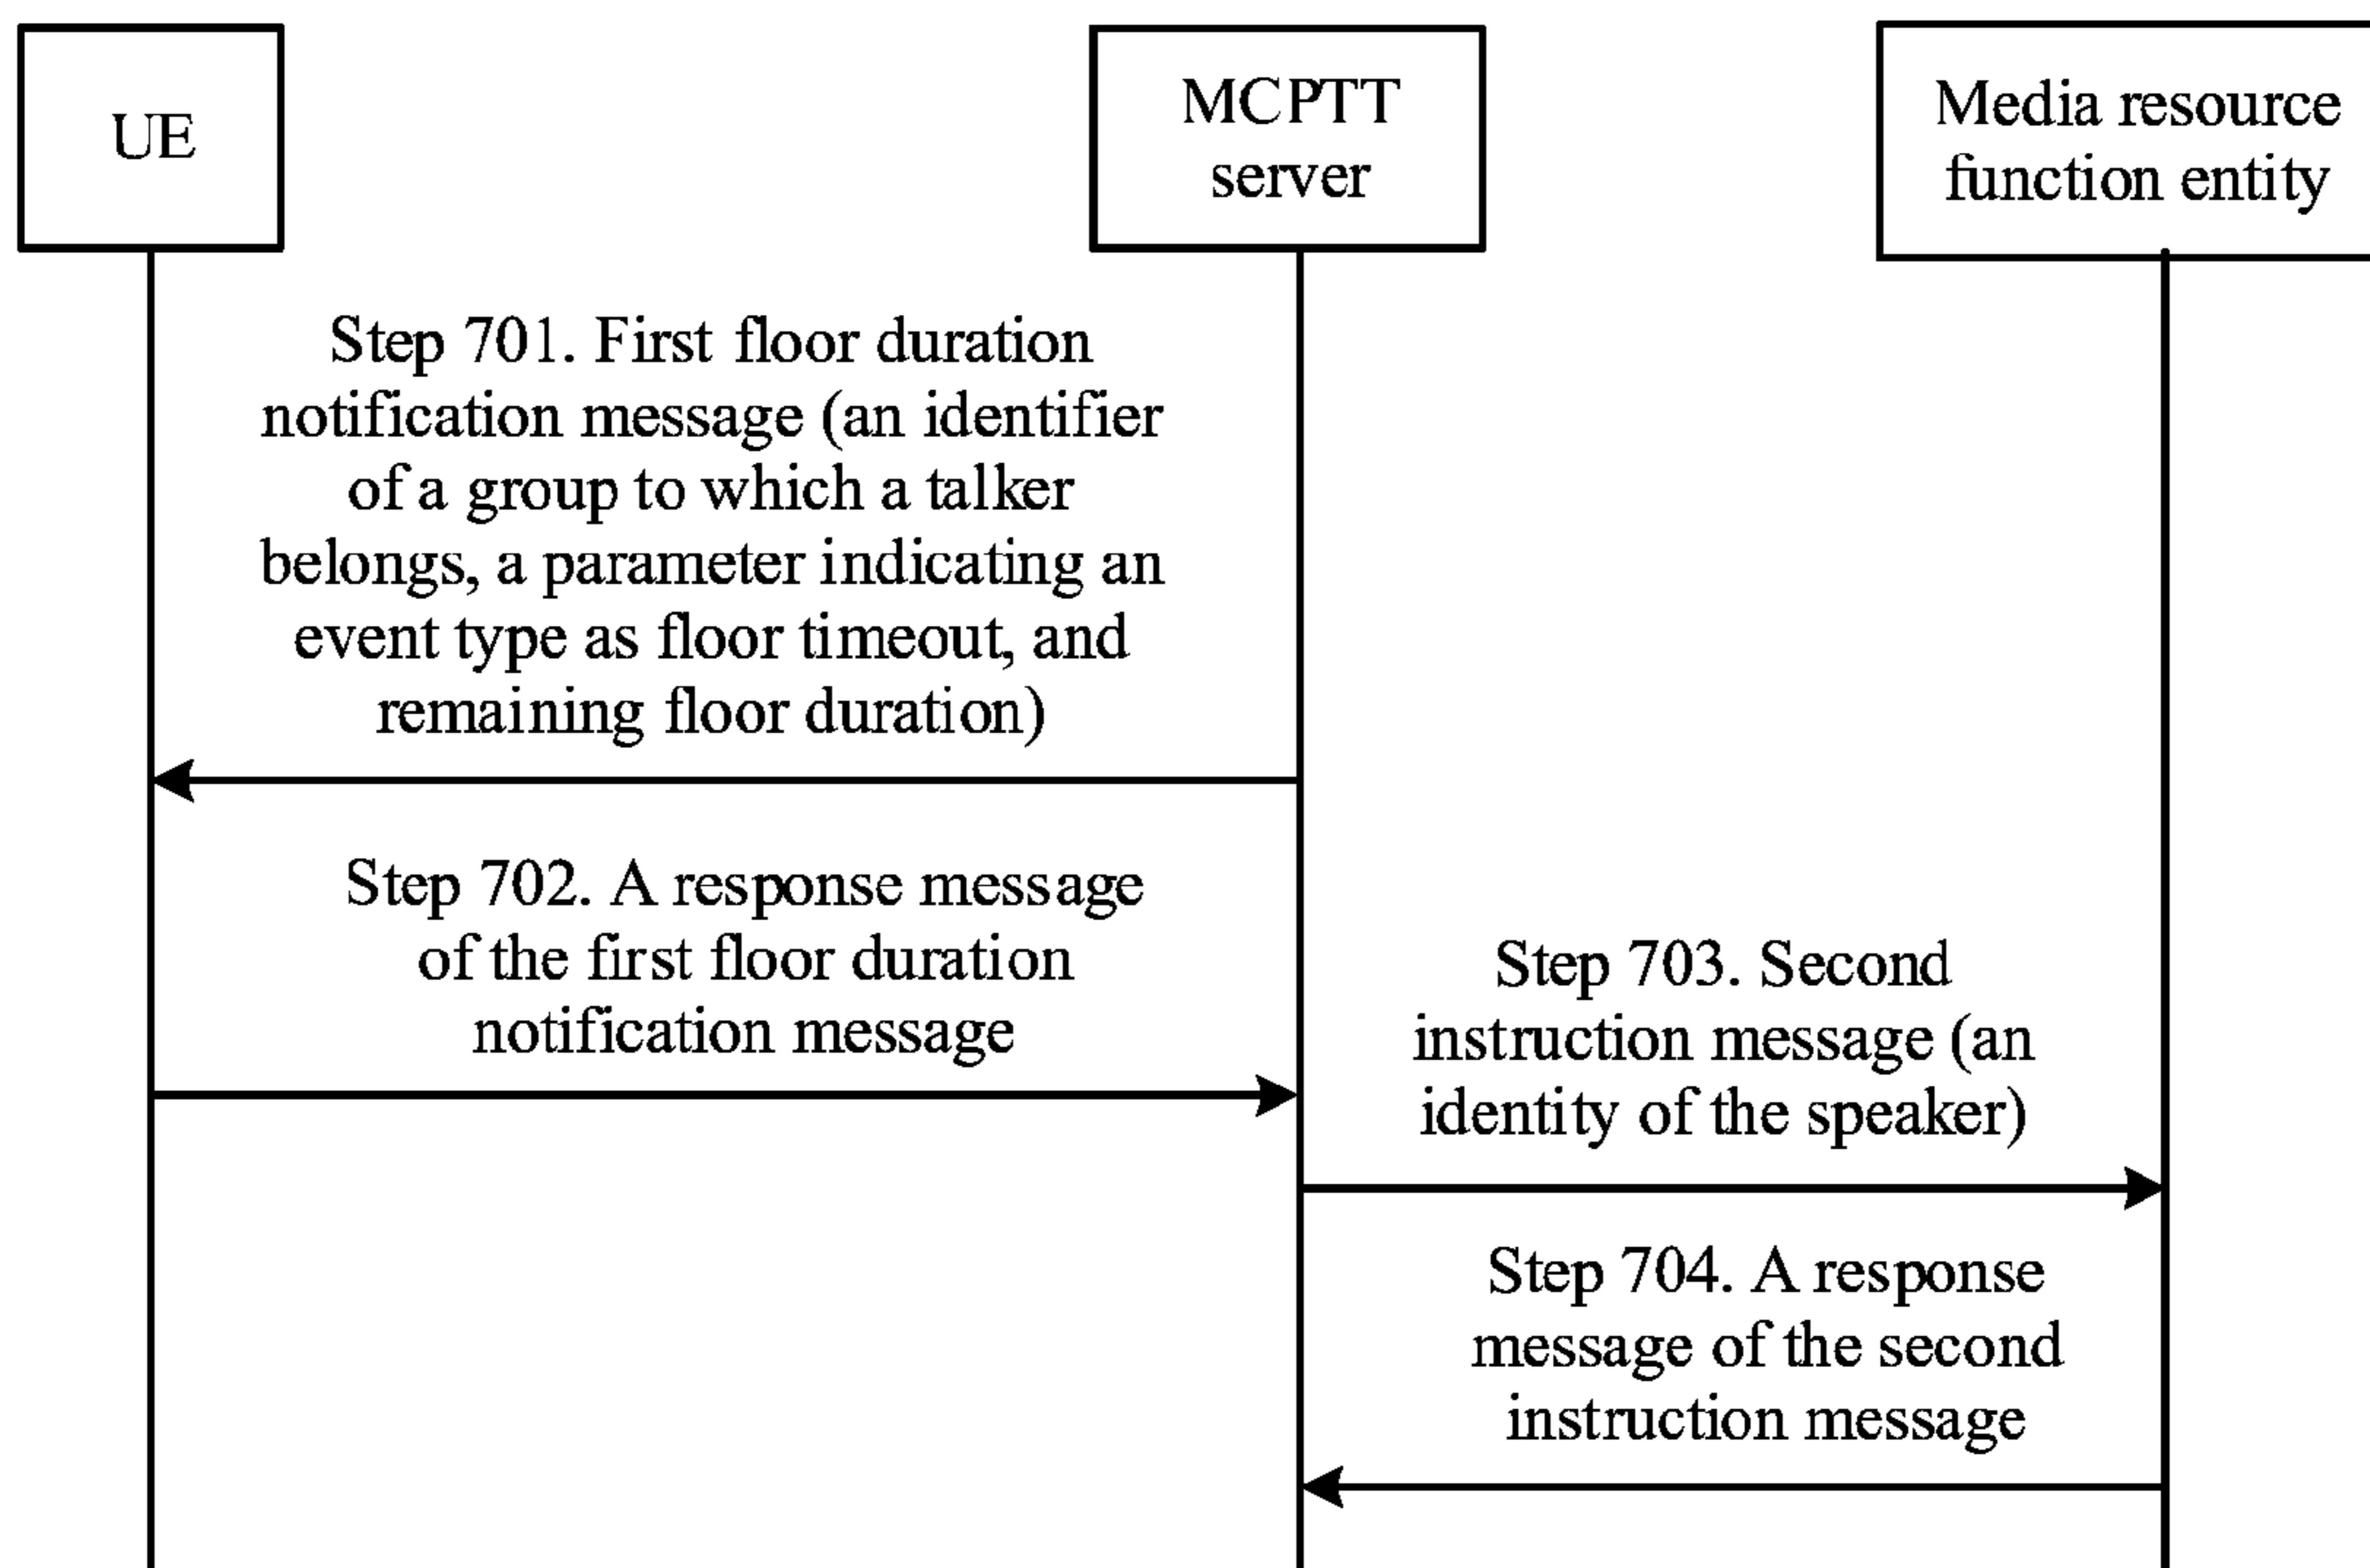 UE
MCPTT
server
Media resource
function entity
Step 701. First floor duration
notification message (an identifier
of a group to which a talker
belongs, a parameter indicating an
event type as floor timeout, and
remaining floor duration)
Step 702. A response message
of the first floor duration
notification message
Step 703. Second
instruction message (an
identity of the speaker)
Step 704. A response
message of the second
instruction message